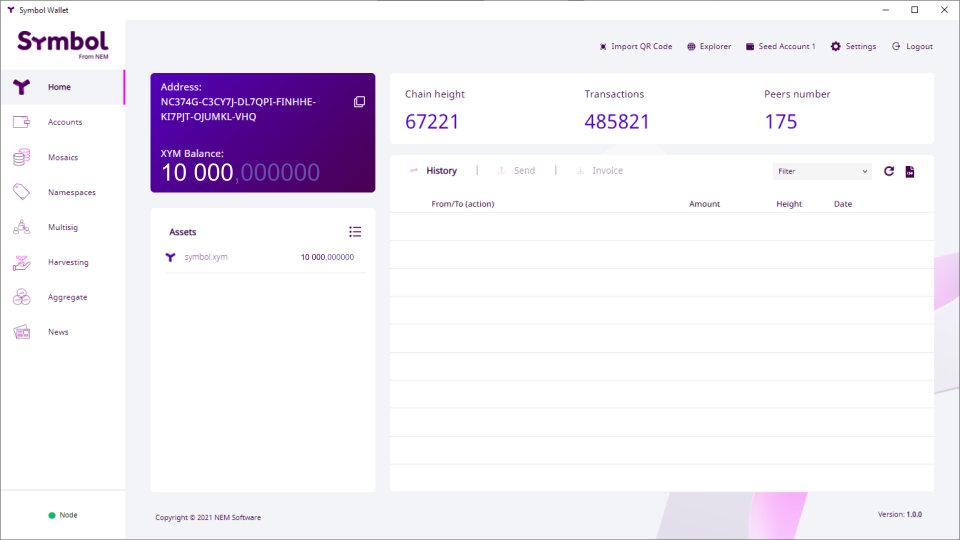 Symbol Wallet
Symbol
From NEM
Import QR Code
Explorer
Seed Account 1
Settings
Logout
Home
Accounts
Mosaics
Namespaces
Multisig
Harvesting
Aggregate
News
Node
Address:
NC374G-C3CY7J-DL7QPI-FINHHE-
KI7PJT-OJUMKL-VHQ
XYM Balance:
10 000,000000
Assets
symbol.xym 10 000,000000
Chain height Transactions Peers number
67221 485821 175
History | Send | Invoice
Filter
From/To (action) Amount Height Date
Copyright © 2021 NEM Software
Version: 1.0.0